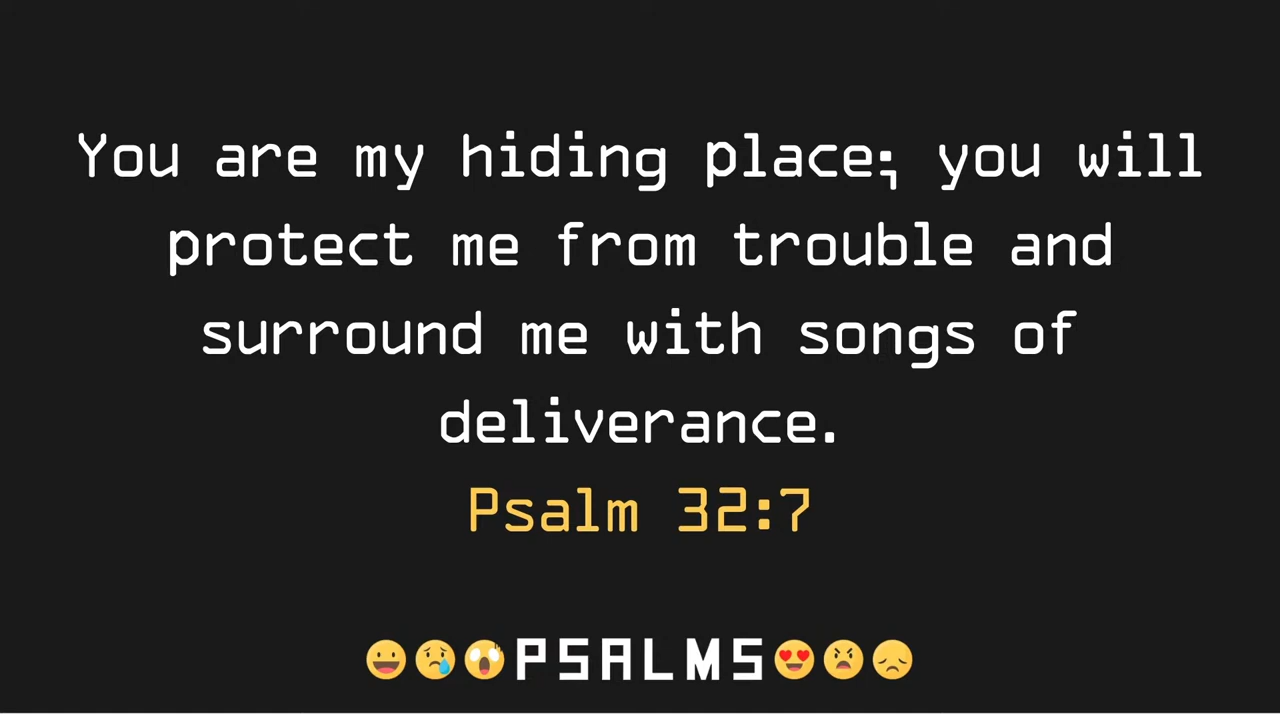 You are my hiding place; you will
protect me from trouble and
surround me with songs of
deliverance.
Psalm 32:7
😀😢😱PSALMS😍😠😞